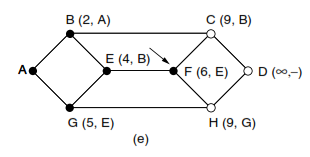 B (2, A)
C (9, B)
E (4, B)
A
F (6, E)
D (∞,–)
G (5, E)
H (9, G)
(e)